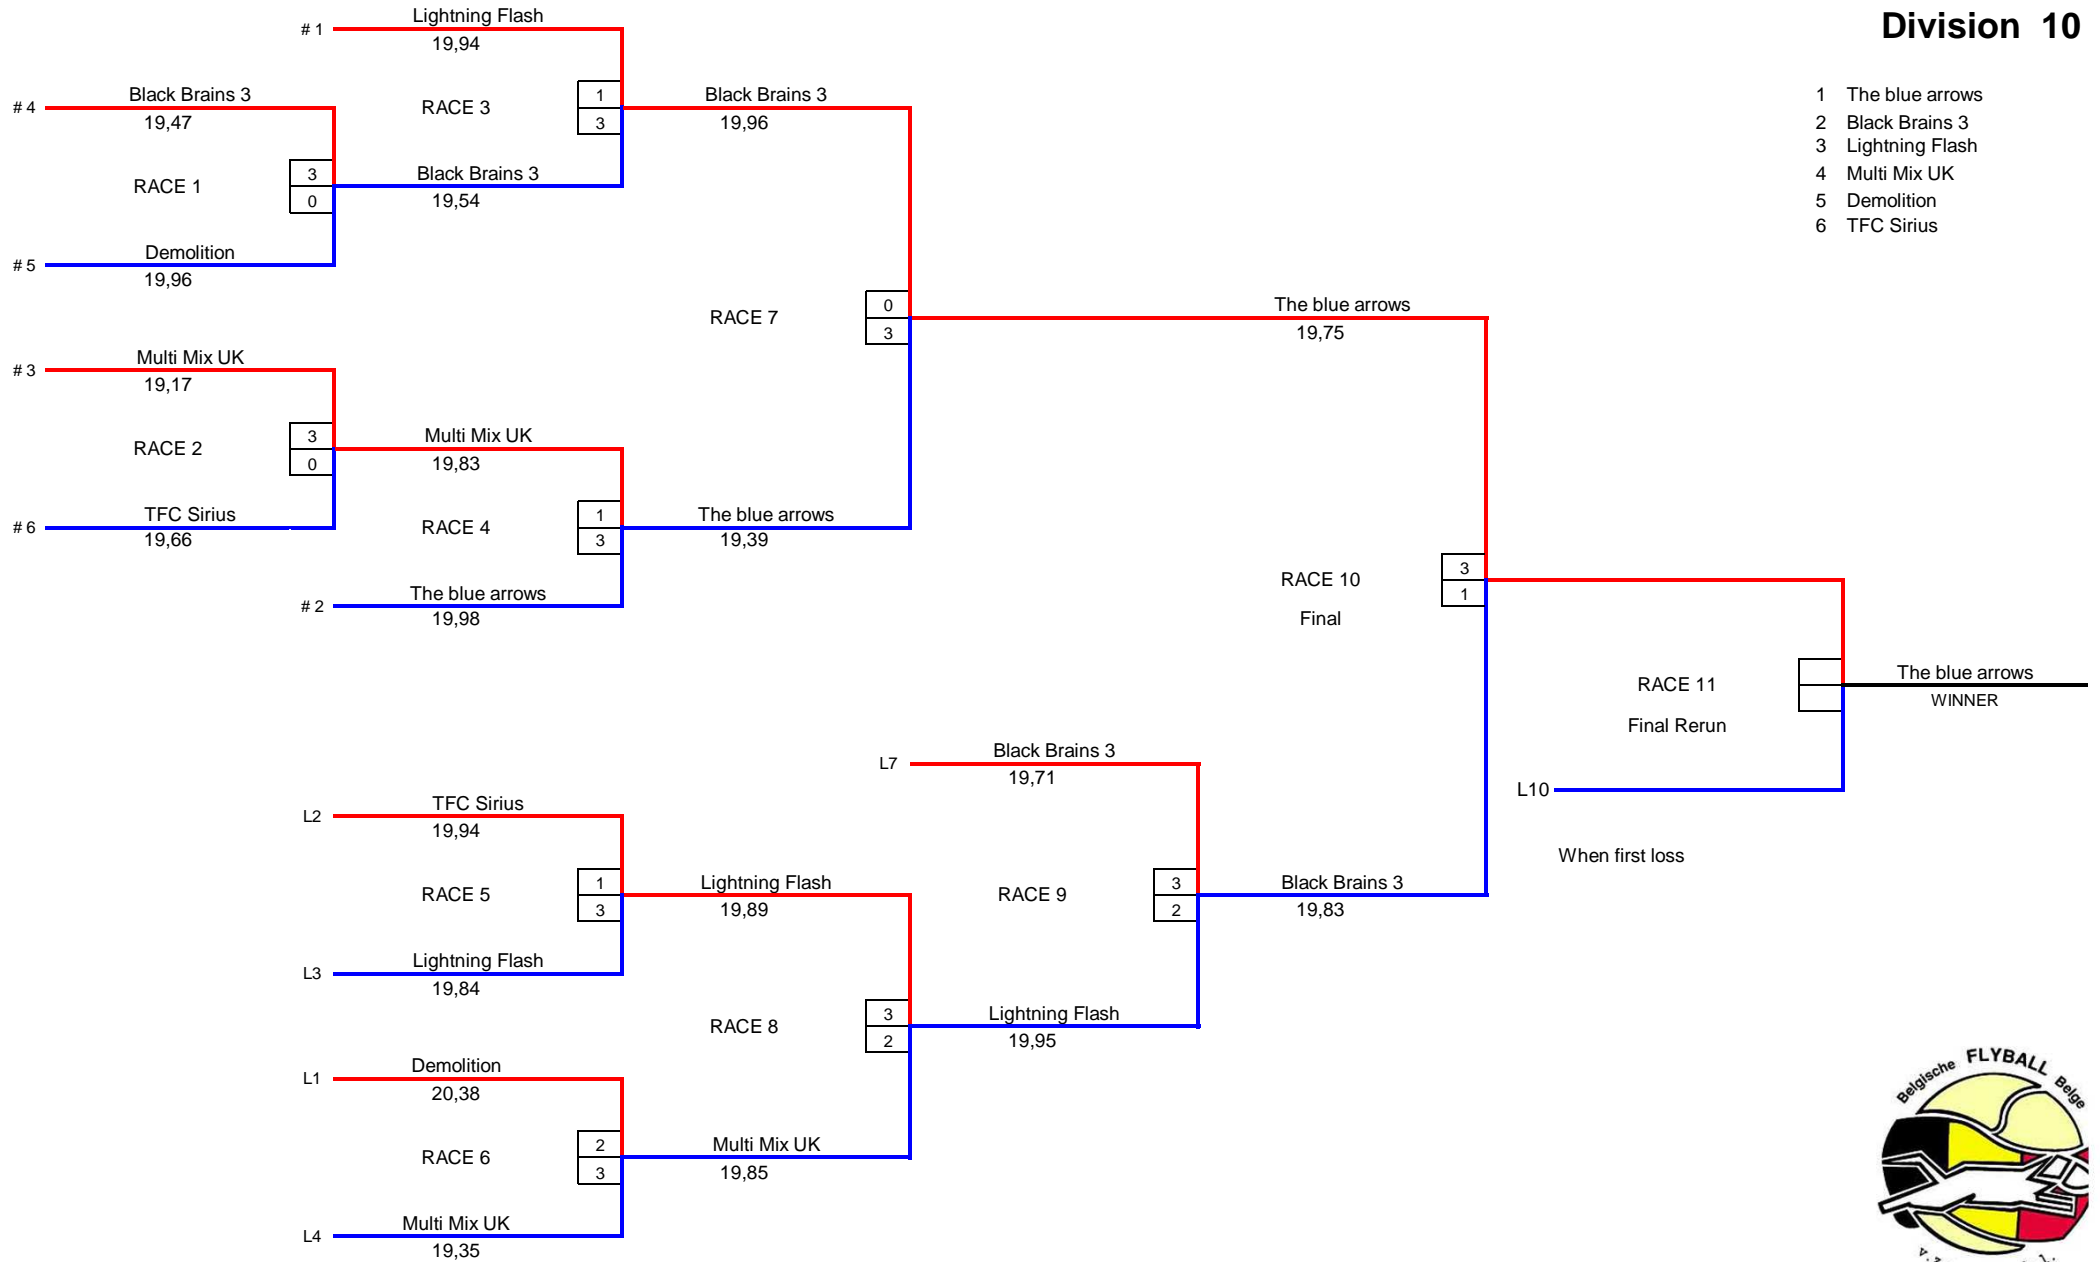 Division 10
1 The blue arrows
2 Black Brains 3
3 Lightning Flash
4 Multi Mix UK
5 Demolition
6 TFC Sirius
# 1 Lightning Flash
19,94
# 4 Black Brains 3
19,47
RACE 1
3
0
# 5 Demolition
19,96
RACE 3
1
3
Black Brains 3
19,54
Black Brains 3
19,96
# 3 Multi Mix UK
19,17
RACE 2
3
0
# 6 TFC Sirius
19,66
Multi Mix UK
19,83
RACE 4
1
3
# 2 The blue arrows
19,98
The blue arrows
19,39
RACE 7
0
3
The blue arrows
19,75
RACE 10
Final
3
1
RACE 11
Final Rerun
The blue arrows
WINNER
L10
When first loss
L7 Black Brains 3
19,71
RACE 9
3
2
Black Brains 3
19,83
L2 TFC Sirius
19,94
RACE 5
1
3
L3 Lightning Flash
19,84
Lightning Flash
19,89
RACE 8
3
2
Lightning Flash
19,95
L1 Demolition
20,38
RACE 6
2
3
L4 Multi Mix UK
19,35
Multi Mix UK
19,85
Belgische FLYBALL Belge